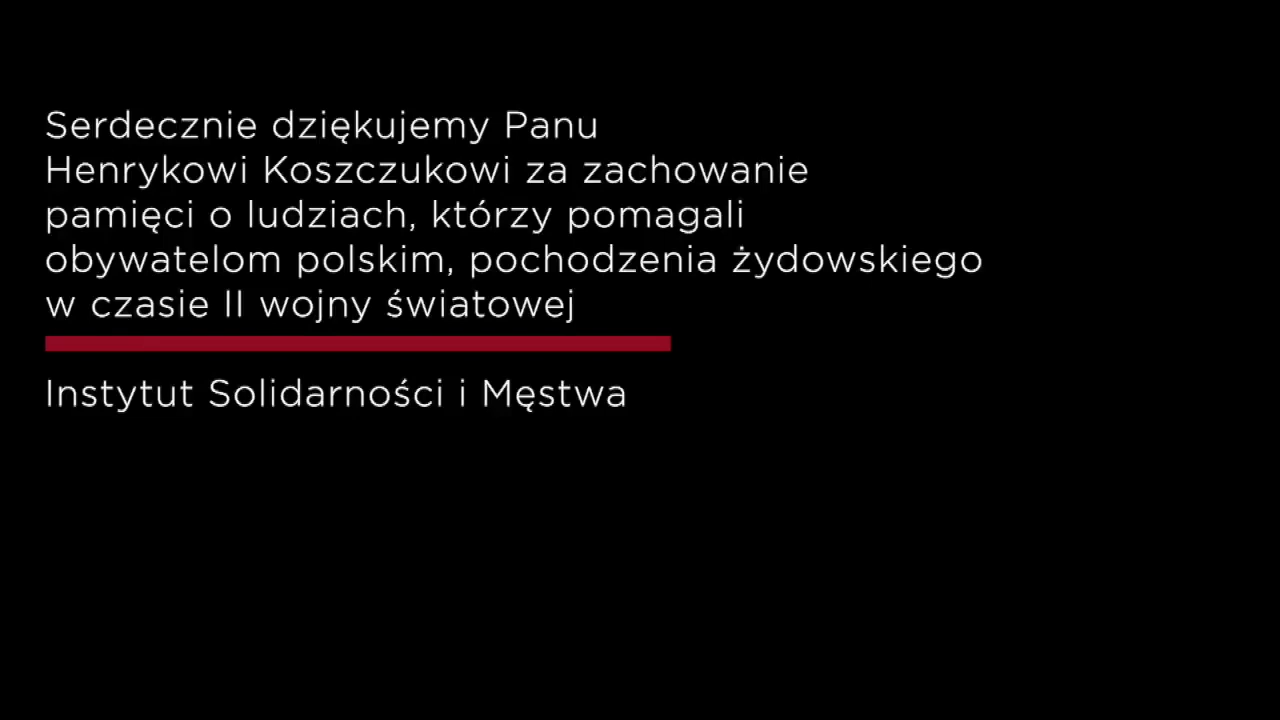 Serdecznie dziękujemy Panu
Henrykowi Koszczukowi za zachowanie
pamięci o ludziach, którzy pomagali
obywatelom polskim, pochodzenia żydowskiego
w czasie II wojny światowej
Instytut Solidarności i Męstwa